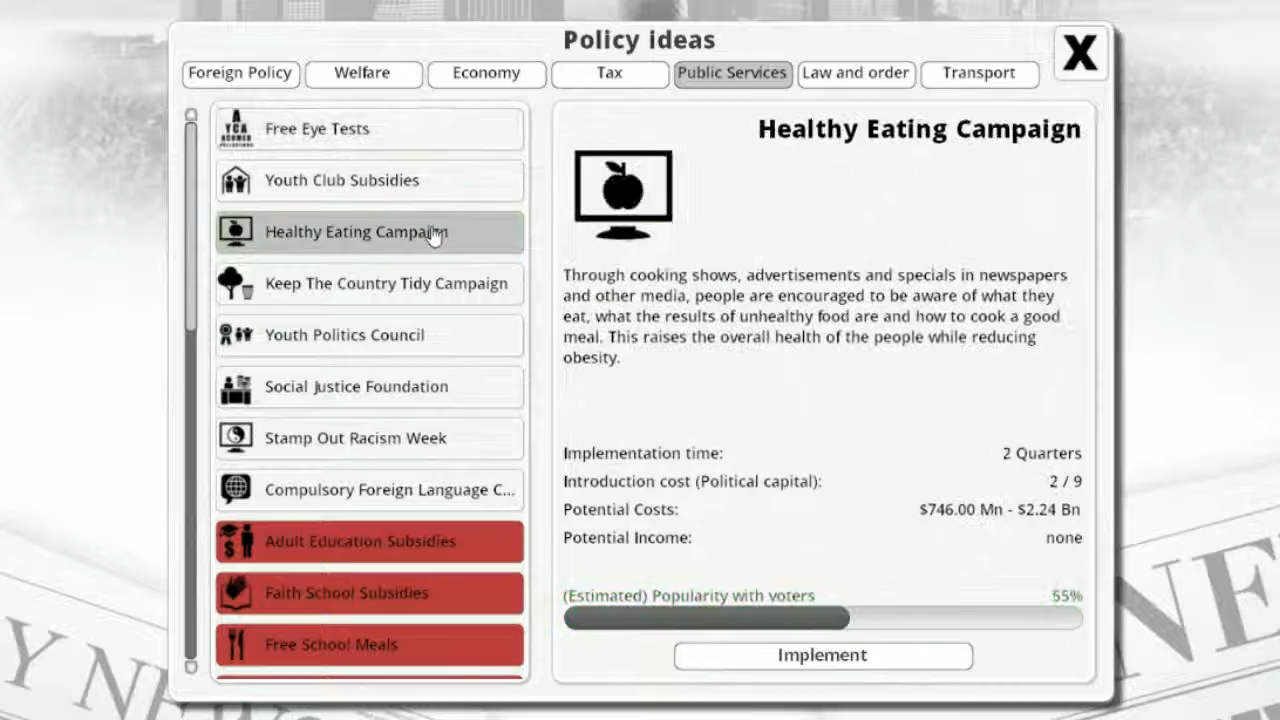 Policy ideas
X
Foreign Policy
Welfare
Economy
Tax
Public Services
Law and order
Transport
Free Eye Tests
Youth Club Subsidies
Healthy Eating Campaign
Keep The Country Tidy Campaign
Youth Politics Council
Social Justice Foundation
Stamp Out Racism Week
Compulsory Foreign Language C...
Adult Education Subsidies
Faith School Subsidies
Free School Meals
Healthy Eating Campaign
Through cooking shows, advertisements and specials in newspapers
and other media, people are encouraged to be aware of what they
eat, what the results of unhealthy food are and how to cook a good
meal. This raises the overall health of the people while reducing
obesity.
Implementation time: 2 Quarters
Introduction cost (Political capital): 2 / 9
Potential Costs: $746.00 Mn - $2.24 Bn
Potential Income: none
(Estimated) Popularity with voters 55%
Implement